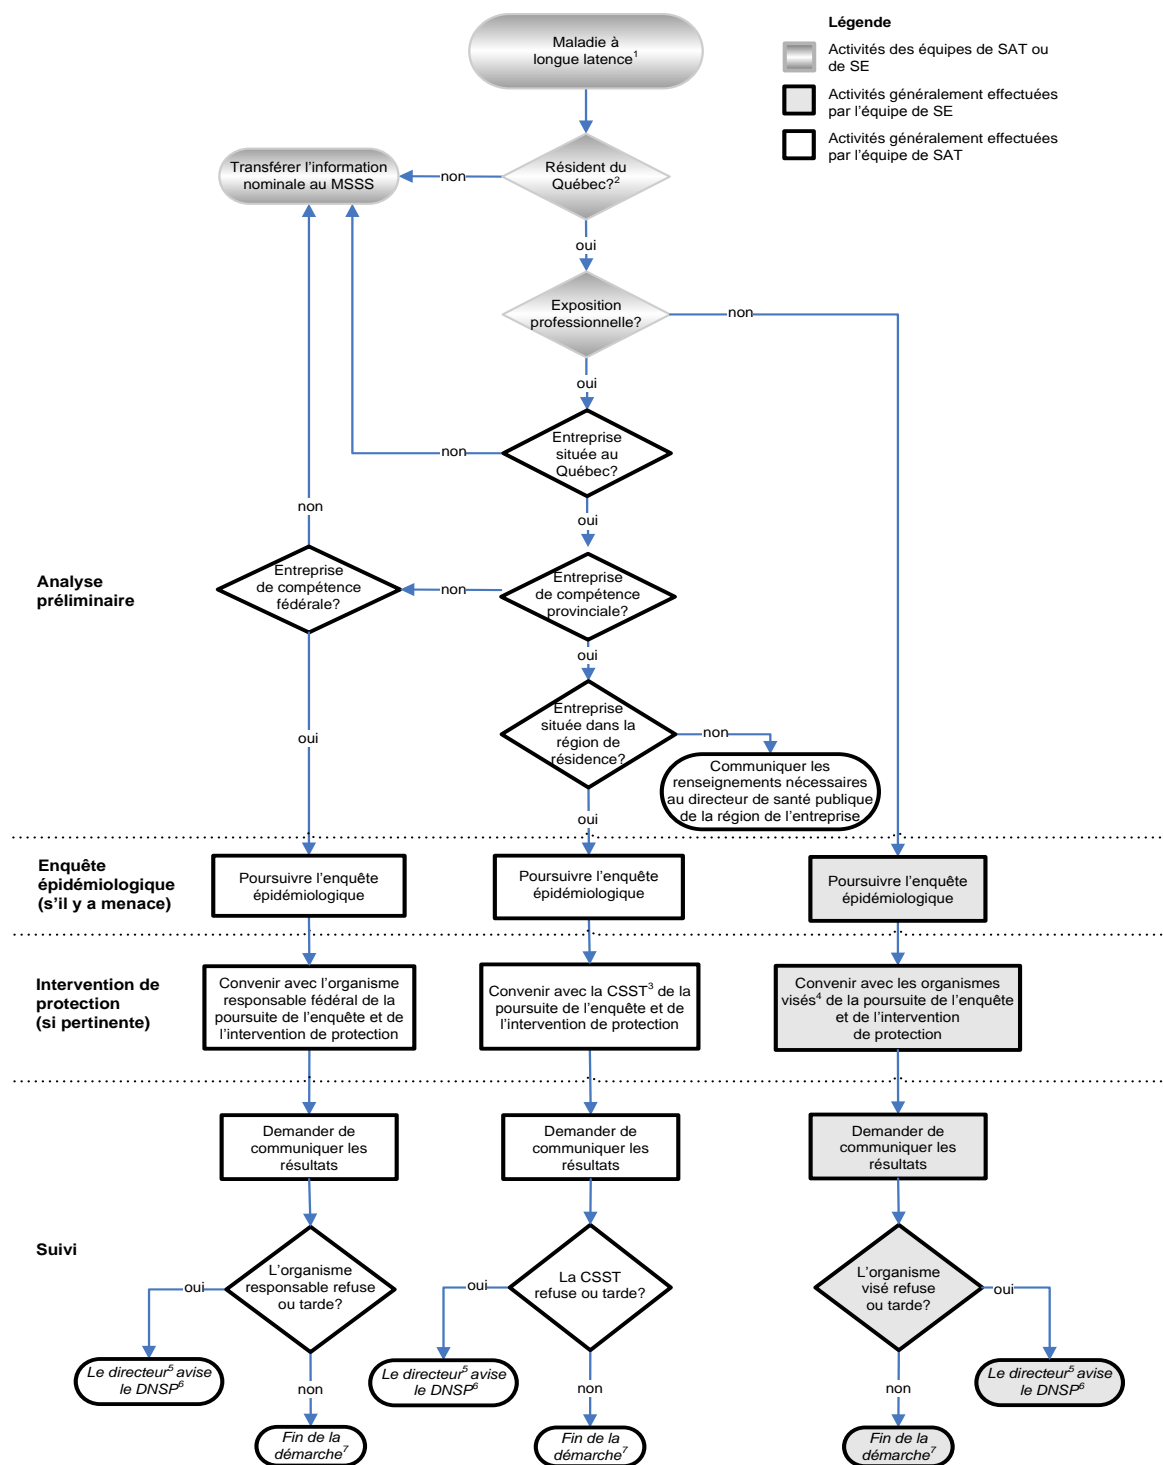 Légende
Activités des équipes de SAT ou
de SE
Activités généralement effectuées
par l'équipe de SE
Activités généralement effectuées
par l'équipe de SAT
Maladie à
longue latence1
Transférer l'information
nominale au MSSS
non
Résident du
Québec?2
oui
Exposition
professionnelle?
non
oui
Entreprise
située au
Québec?
non
oui
non
Analyse
préliminaire
Entreprise
de compétence
fédérale?
non
Entreprise
de compétence
provinciale?
oui
oui
Entreprise
située dans la
région de
résidence?
non
Communiquer les
renseignements nécessaires
au directeur de santé publique
de la région de l'entreprise
oui
Enquête
épidémiologique
(s'il y a menace)
Poursuivre l'enquête
épidémiologique
Poursuivre l'enquête
épidémiologique
Poursuivre l'enquête
épidémiologique
Intervention de
protection
(si pertinente)
Convenir avec l'organisme
responsable fédéral de la
poursuite de l'enquête et de
l'intervention de protection
Convenir avec la CSST3 de la
poursuite de l'enquête et de
l'intervention de protection
Convenir avec les organismes
visés4 de la poursuite de l'enquête
et de l'intervention
de protection
Demander de
communiquer les
résultats
Demander de
communiquer les
résultats
Demander de
communiquer les
résultats
Suivi
L'organisme
responsable refuse
ou tarde?
oui
La CSST
refuse ou tarde?
oui
L'organisme
visé refuse
ou tarde?
oui
Le directeur5 avise
le DNSP6
Le directeur5 avise
le DNSP6
Le directeur5 avise
le DNSP6
non
non
non
Fin de la
démarche7
Fin de la
démarche7
Fin de la
démarche7